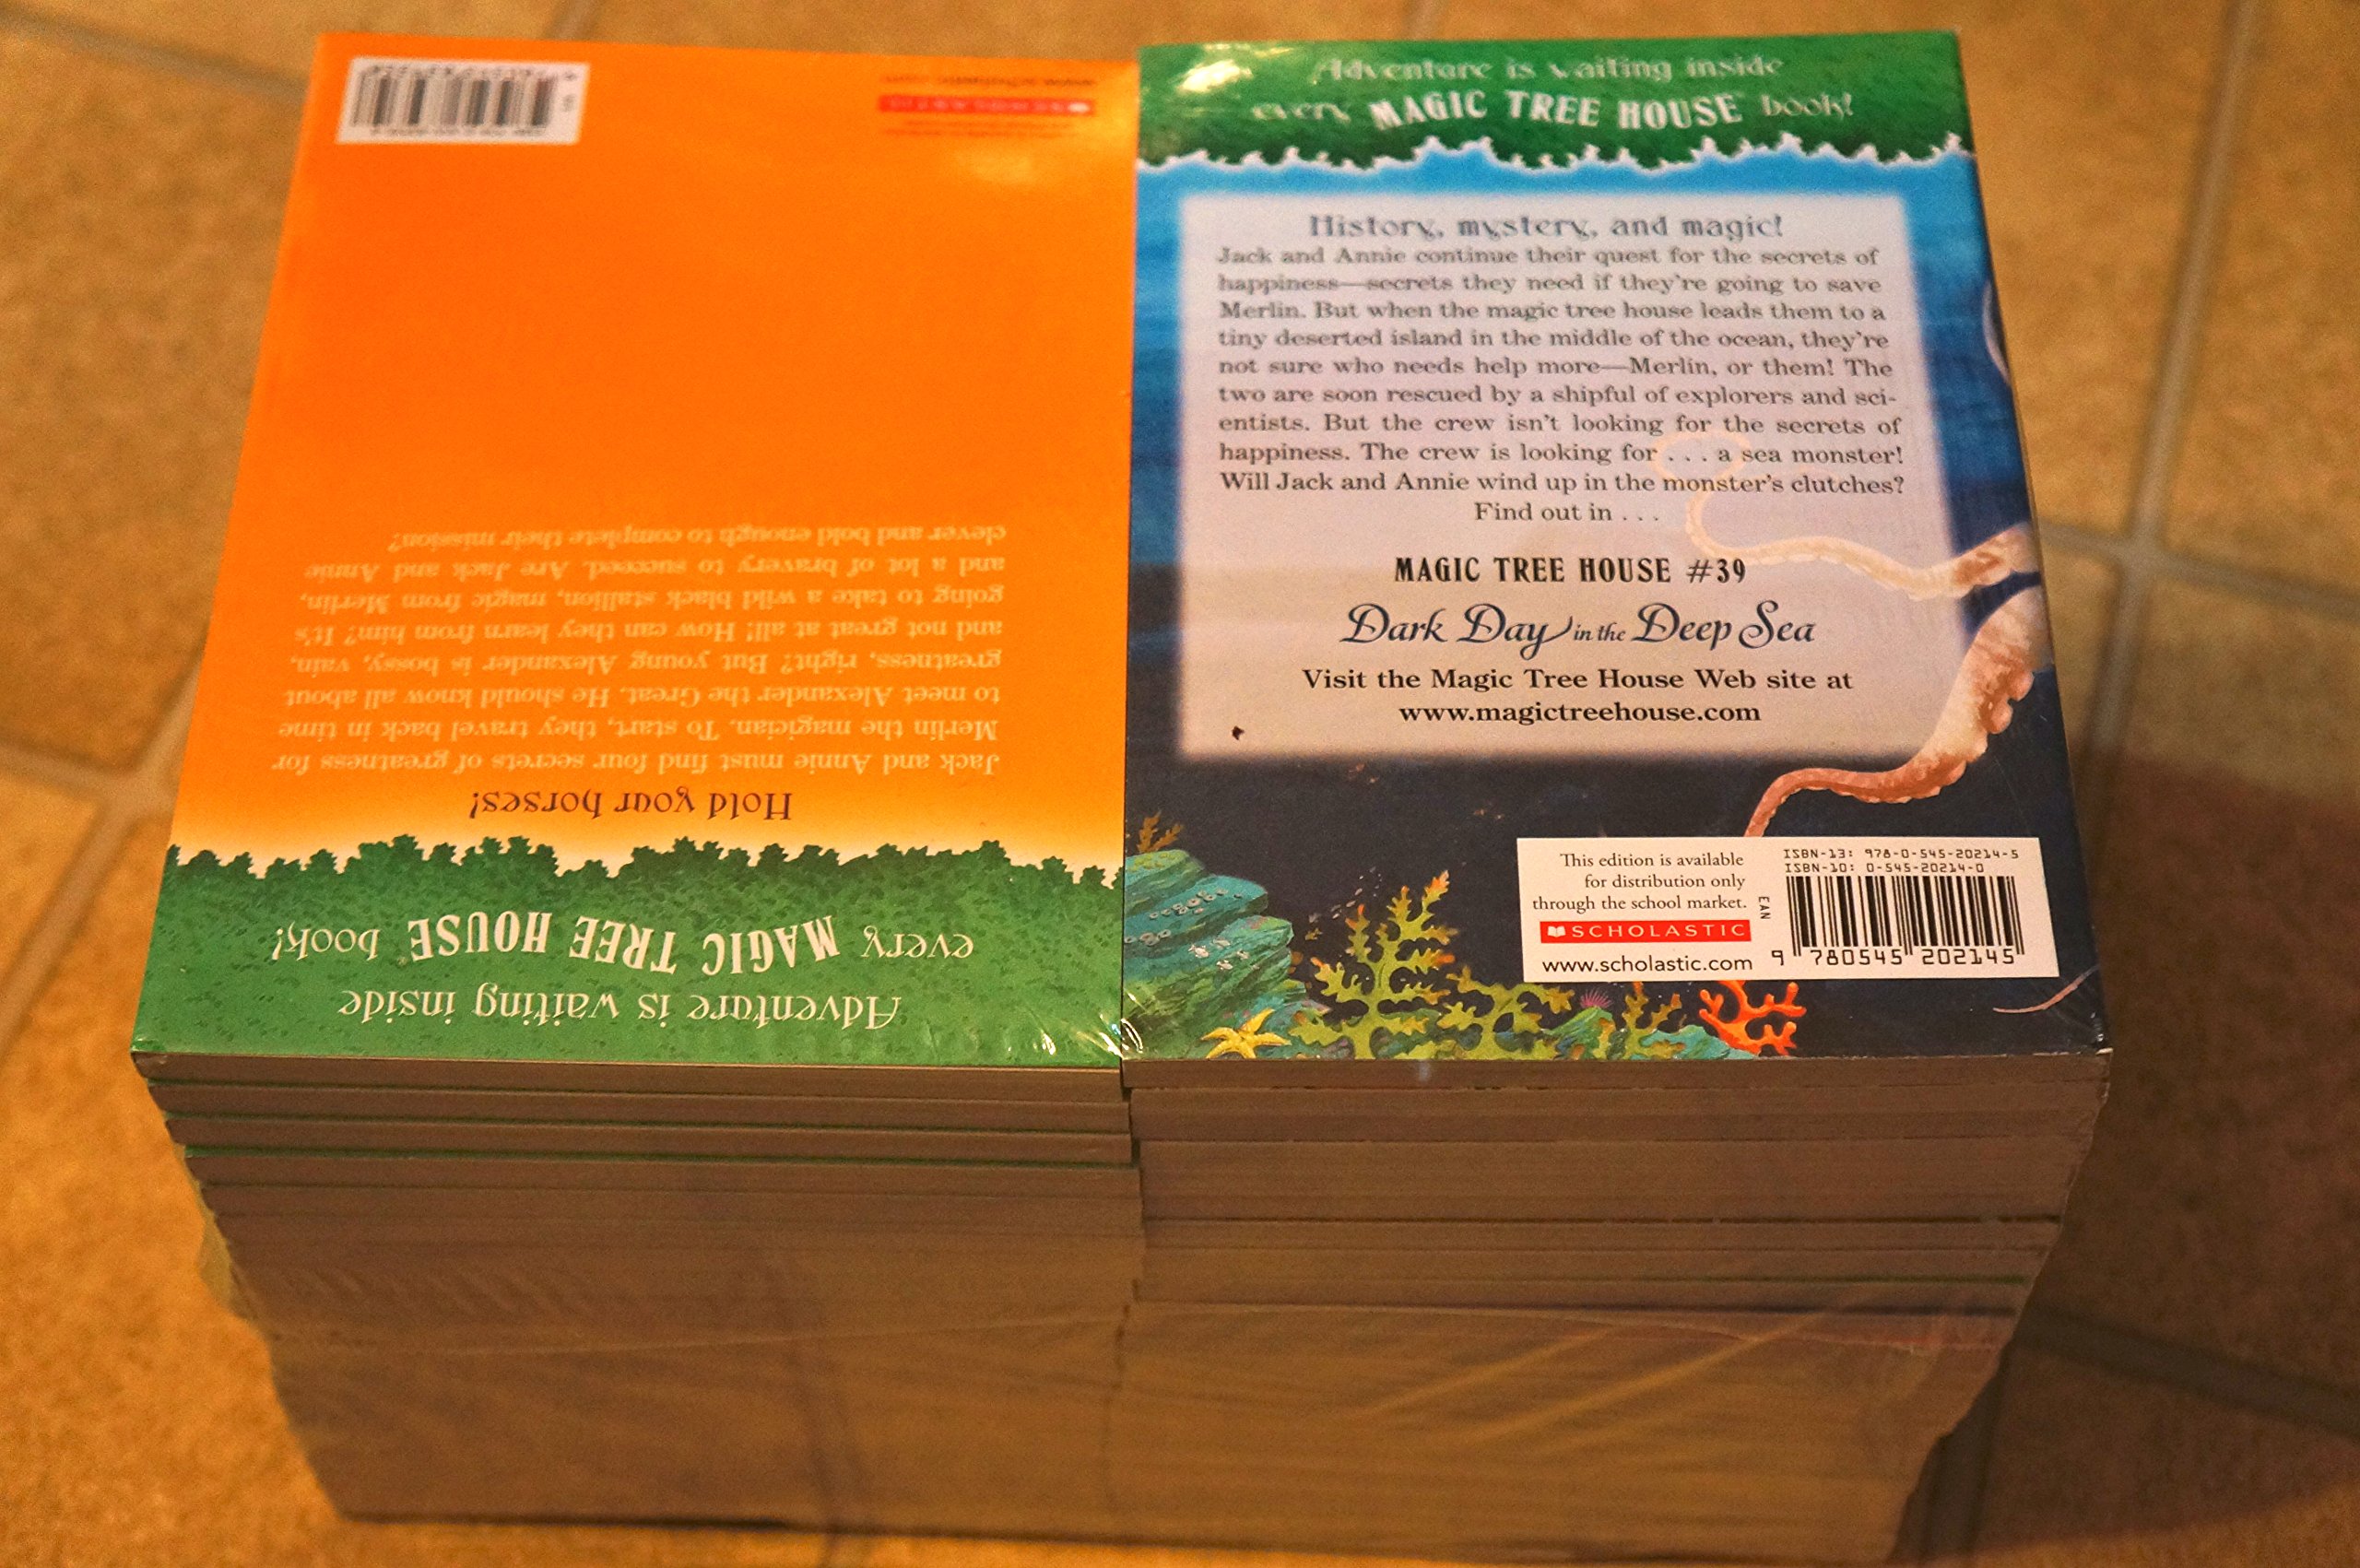 Adventure is waiting inside
every MAGIC TREE HOUSE book!
Hold your horses!
Jack and Annie must find four secrets of greatness for
Merlin the magician. To start, they travel back in time
to meet Alexander the Great. He should know all about
greatness, right? But young Alexander is bossy, vain,
and not great at all! How can they learn from him? It's
going to take a wild black stallion, magic from Merlin,
and a lot of bravery to succeed. Are Jack and Annie
clever and bold enough to complete their mission?
SCHOLASTIC
www.scholastic.com
Adventure is waiting inside
every MAGIC TREE HOUSE™ book!
History, mystery, and magic!
Jack and Annie continue their quest for the secrets of
happiness—secrets they need if they're going to save
Merlin. But when the magic tree house leads them to a
tiny deserted island in the middle of the ocean, they're
not sure who needs help more—Merlin, or them! The
two are soon rescued by a shipful of explorers and sci-
entists. But the crew isn't looking for the secrets of
happiness. The crew is looking for . . . a sea monster!
Will Jack and Annie wind up in the monster's clutches?
Find out in . . .
MAGIC TREE HOUSE #39
Dark Day in the Deep Sea
Visit the Magic Tree House Web site at
www.magictreehouse.com
This edition is available
for distribution only
through the school market.
SCHOLASTIC
www.scholastic.com
ISBN-13: 978-0-545-20214-5
ISBN-10: 0-545-20214-0
EAN
9 780545 202145